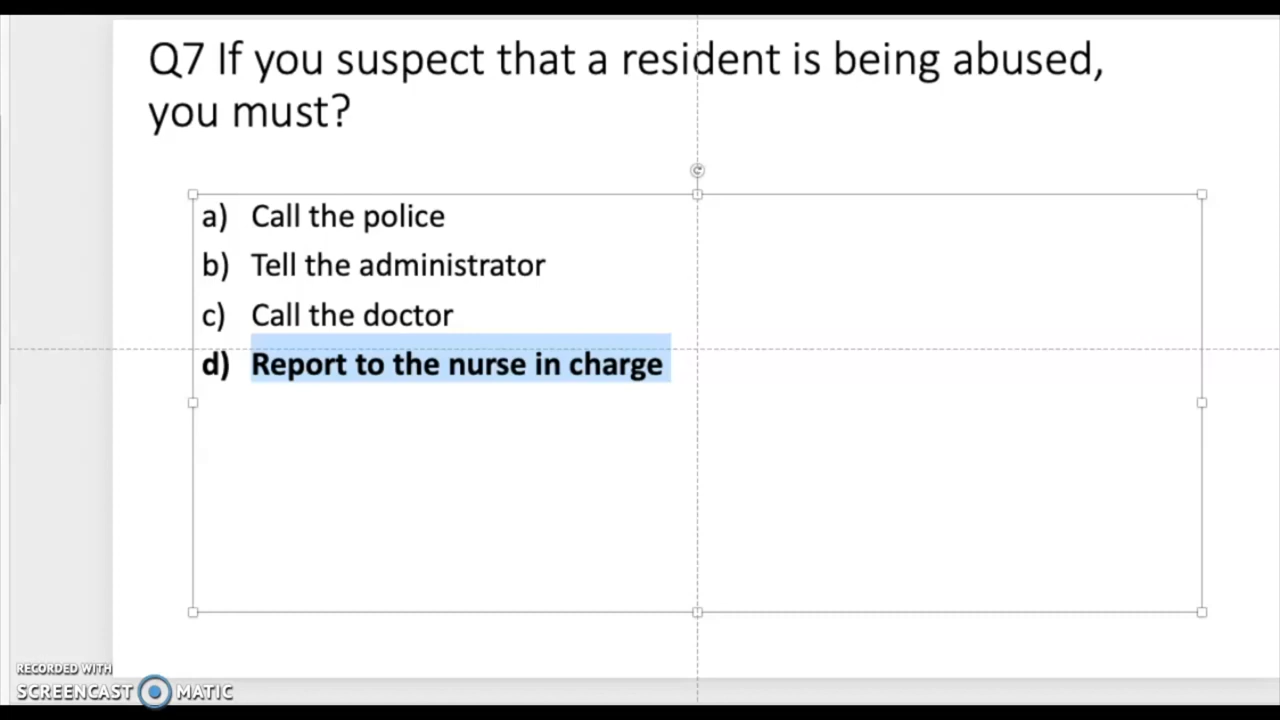 Q7 If you suspect that a resident is being abused,
you must?
a) Call the police
b) Tell the administrator
c) Call the doctor
d) Report to the nurse in charge
RECORDED WITH
SCREENCAST MATIC